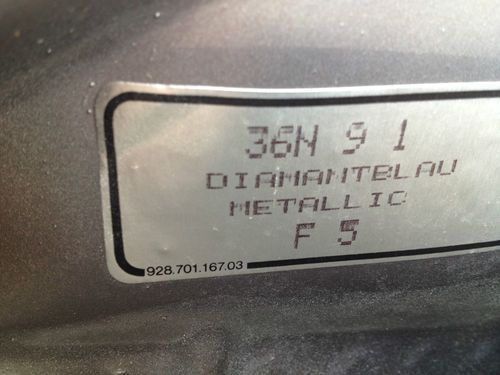 36N 9 1
DIAMANTBLAU
METALLIC
F 5
928.701.167.03